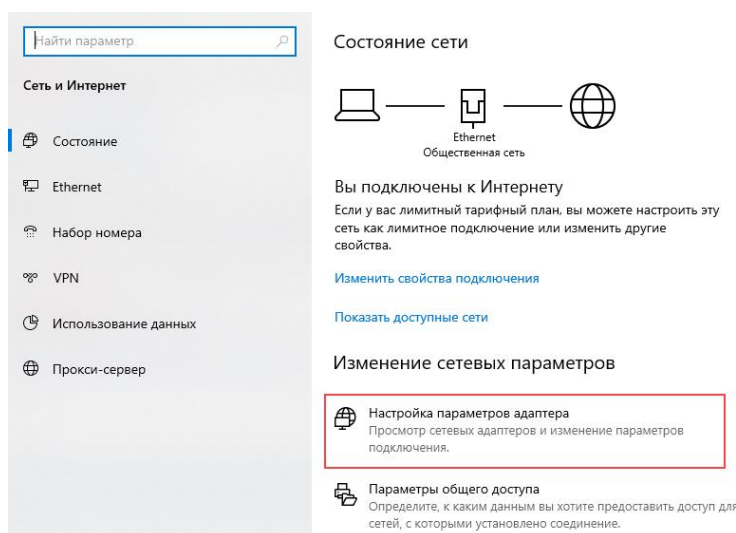 Найти параметр
Сеть и Интернет
Состояние
Ethernet
Набор номера
VPN
Использование данных
Прокси-сервер
Состояние сети
Ethernet
Общественная сеть
Вы подключены к Интернету
Если у вас лимитный тарифный план, вы можете настроить эту
сеть как лимитное подключение или изменить другие
свойства.
Изменить свойства подключения
Показать доступные сети
Изменение сетевых параметров
Настройка параметров адаптера
Просмотр сетевых адаптеров и изменение параметров
подключения.
Параметры общего доступа
Определите, к каким данным вы хотите предоставить доступ для
сетей, с которыми установлено соединение.